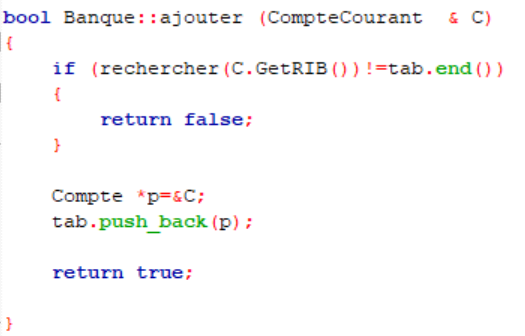 bool Banque::ajouter (CompteCourant  & C)
{
    if (rechercher(C.GetRIB())!=tab.end())
    {
        return false;
    }

    Compte *p=&C;
    tab.push_back(p);

    return true;

}